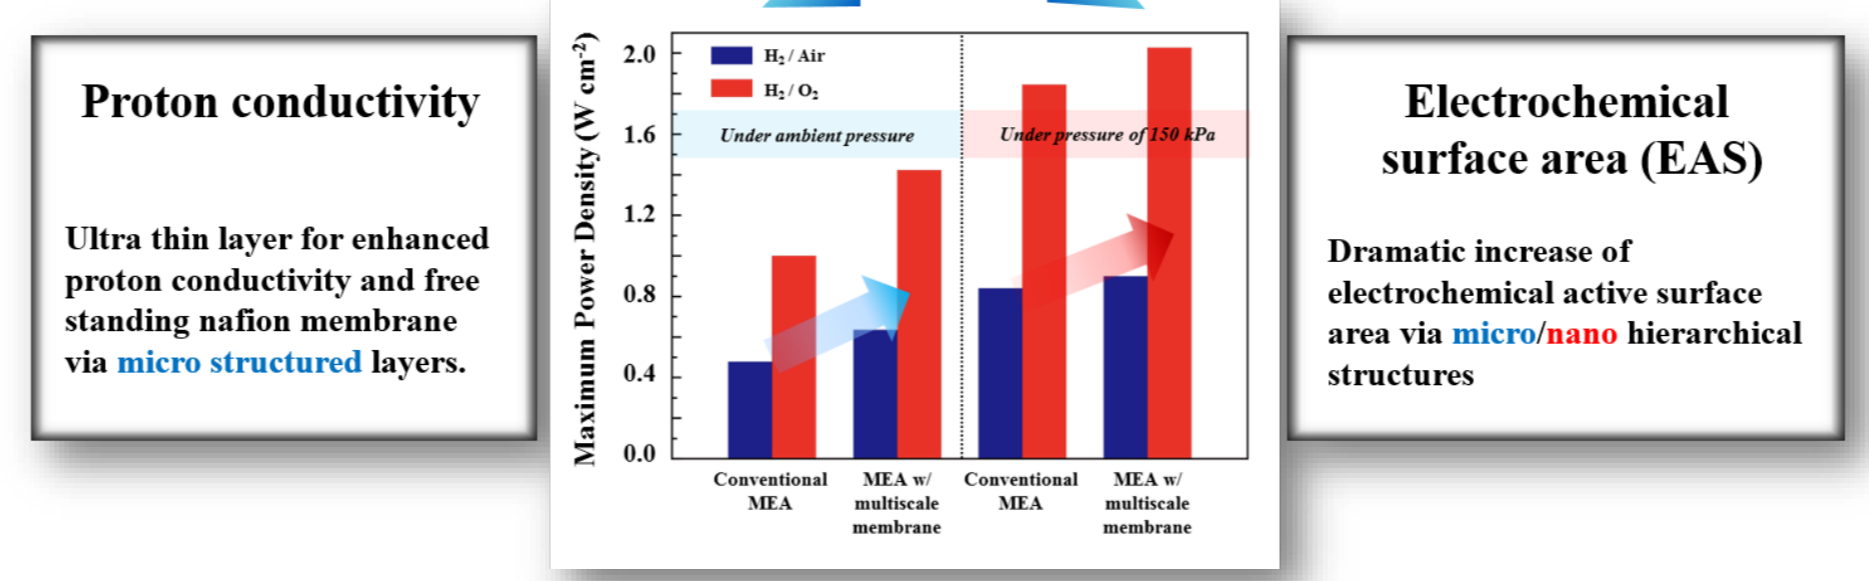 Proton conductivity
Ultra thin layer for enhanced
proton conductivity and free
standing nafion membrane
via micro structured layers.
Maximum Power Density (W cm⁻²)
2.0
1.6
1.2
0.8
0.4
0.0
H₂ / Air
H₂ / O₂
Under ambient pressure
Under pressure of 150 kPa
Conventional
MEA
MEA w/
multiscale
membrane
Conventional
MEA
MEA w/
multiscale
membrane
Electrochemical
surface area (EAS)
Dramatic increase of
electrochemical active surface
area via micro/nano hierarchical
structures